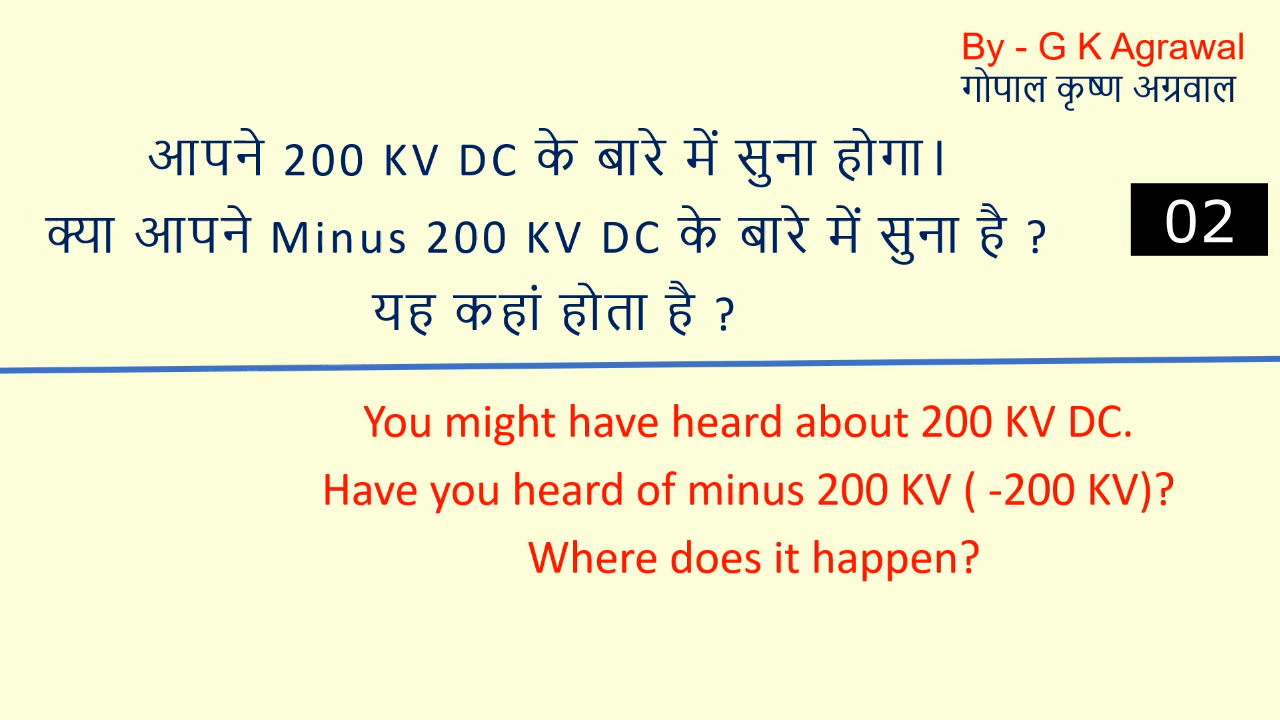 By - G K Agrawal
गोपाल कृष्ण अग्रवाल
आपने 200 KV DC के बारे में सुना होगा।
क्या आपने Minus 200 KV DC के बारे में सुना है ?
02
यह कहां होता है ?
You might have heard about 200 KV DC.
Have you heard of minus 200 KV ( -200 KV)?
Where does it happen?